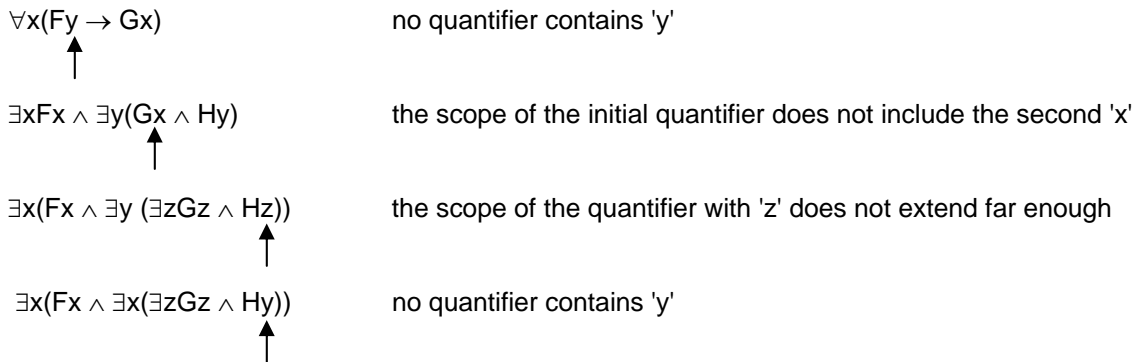 ∀x(Fy → Gx) no quantifier contains 'y'
∃xFx ∧ ∃y(Gx ∧ Hy) the scope of the initial quantifier does not include the second 'x'
∃x(Fx ∧ ∃y (∃zGz ∧ Hz)) the scope of the quantifier with 'z' does not extend far enough
∃x(Fx ∧ ∃x(∃zGz ∧ Hy)) no quantifier contains 'y'